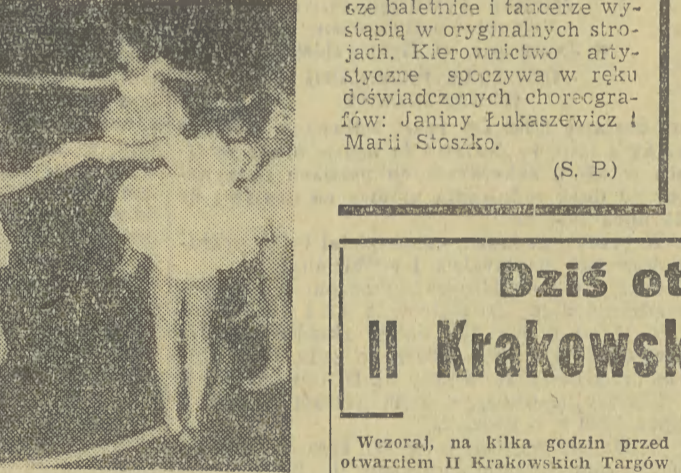 sze baletnice i tancerze wy-
stąpią w oryginalnych stro-
jach. Kierownictwo arty-
styczne spoczywa w ręku
doświadczonych choreogra-
fów: Janiny Łukaszewicz i
Marii Stoszko.
(S. P.)
Dziś ot
II Krakowsk
Wczoraj, na kilka godzin przed
otwarciem II Krakowskich Targów